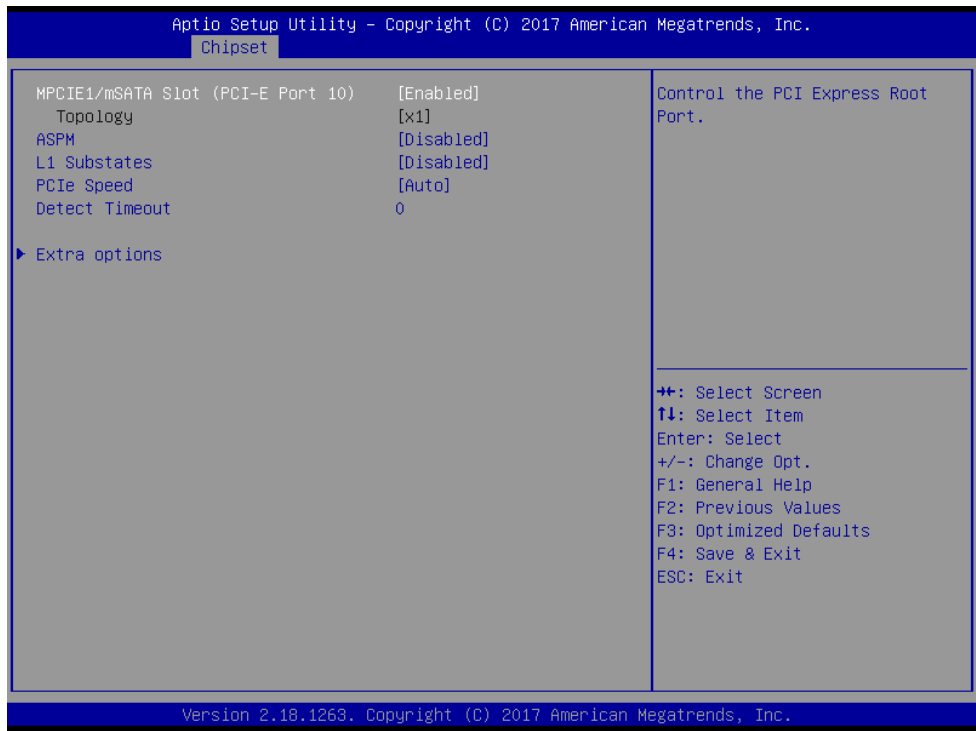 Aptio Setup Utility – Copyright (C) 2017 American Megatrends, Inc.
Chipset
MPCIE1/mSATA Slot (PCI-E Port 10) [Enabled]
Topology [x1]
ASPM [Disabled]
L1 Substates [Disabled]
PCIe Speed [Auto]
Detect Timeout 0
Extra options
Control the PCI Express Root
Port.
→←: Select Screen
↑↓: Select Item
Enter: Select
+/-: Change Opt.
F1: General Help
F2: Previous Values
F3: Optimized Defaults
F4: Save & Exit
ESC: Exit
Version 2.18.1263. Copyright (C) 2017 American Megatrends, Inc.